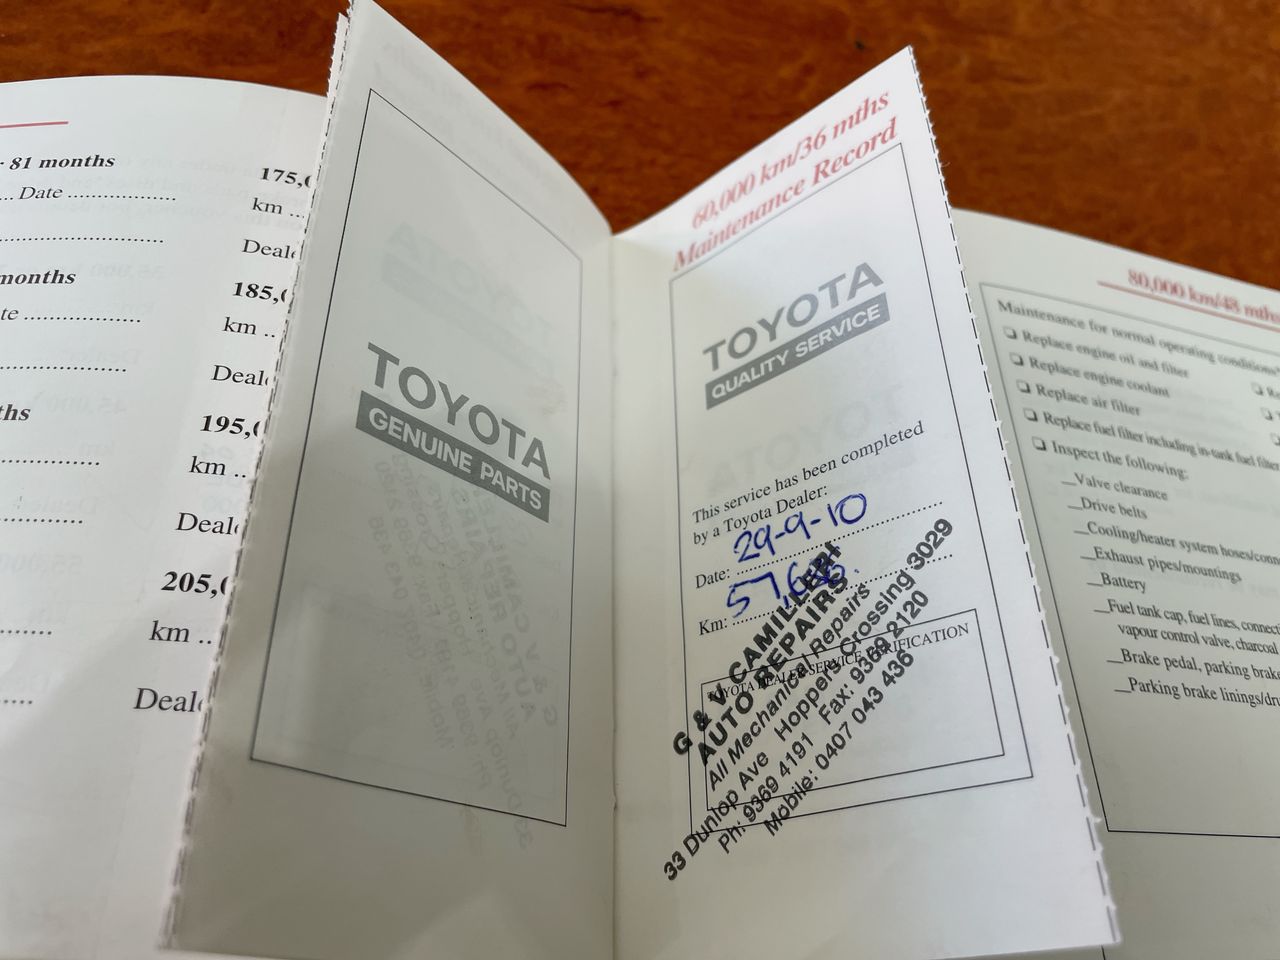 81 months
Date
175,0
km
Deale
months
185,0
km
Deale
195,0
km
Deale
205,0
km
Deale
TOYOTA
GENUINE PARTS
60,000 km/36 mths
Maintenance Record
TOYOTA
QUALITY SERVICE
This service has been completed
by a Toyota Dealer:
Date: 29-9-10
Km:
TOYOTA DEALER SERVICE VERIFICATION
G & V CAMILLERI
AUTO REPAIRS
All Mechanical Repairs
33 Dunlop Ave Hoppers Crossing 3029
Ph: 9369 4191 Fax: 9369 2120
Mobile: 0407 043 436
80,000 km/48 mths
Maintenance for normal operating conditions
Replace engine oil and filter
Replace engine coolant
Replace air filter
Replace fuel filter including in-tank fuel filter
Inspect the following:
Valve clearance
Drive belts
Cooling/heater system hoses/conn
Exhaust pipes/mountings
Battery
Fuel tank cap, fuel lines, connecti
vapour control valve, charcoal
Brake pedal, parking brake
Parking brake linings/dru